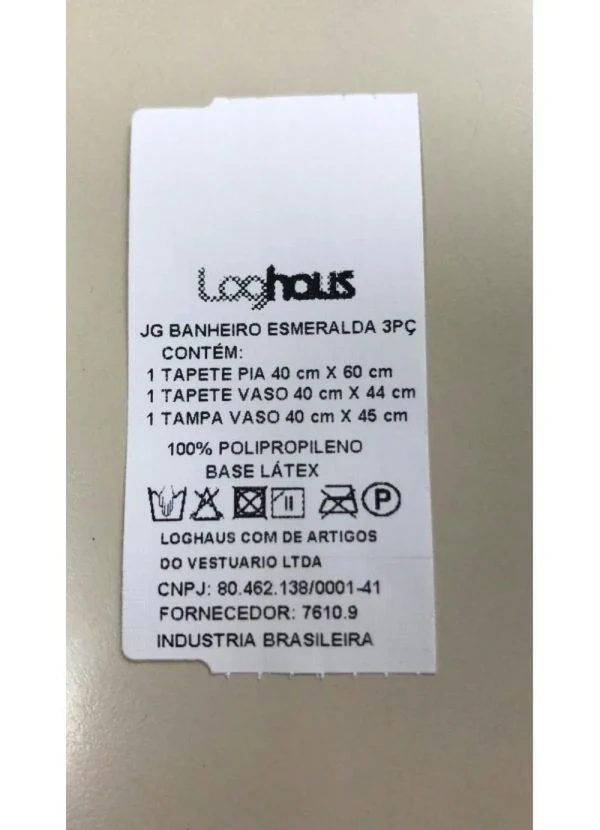 Loghaus
JG BANHEIRO ESMERALDA 3PÇ
CONTÉM:
1 TAPETE PIA 40 cm X 60 cm
1 TAPETE VASO 40 cm X 44 cm
1 TAMPA VASO 40 cm X 45 cm
100% POLIPROPILENO
BASE LÁTEX
P
LOGHAUS COM DE ARTIGOS
DO VESTUARIO LTDA
CNPJ: 80.462.138/0001-41
FORNECEDOR: 7610.9
INDUSTRIA BRASILEIRA